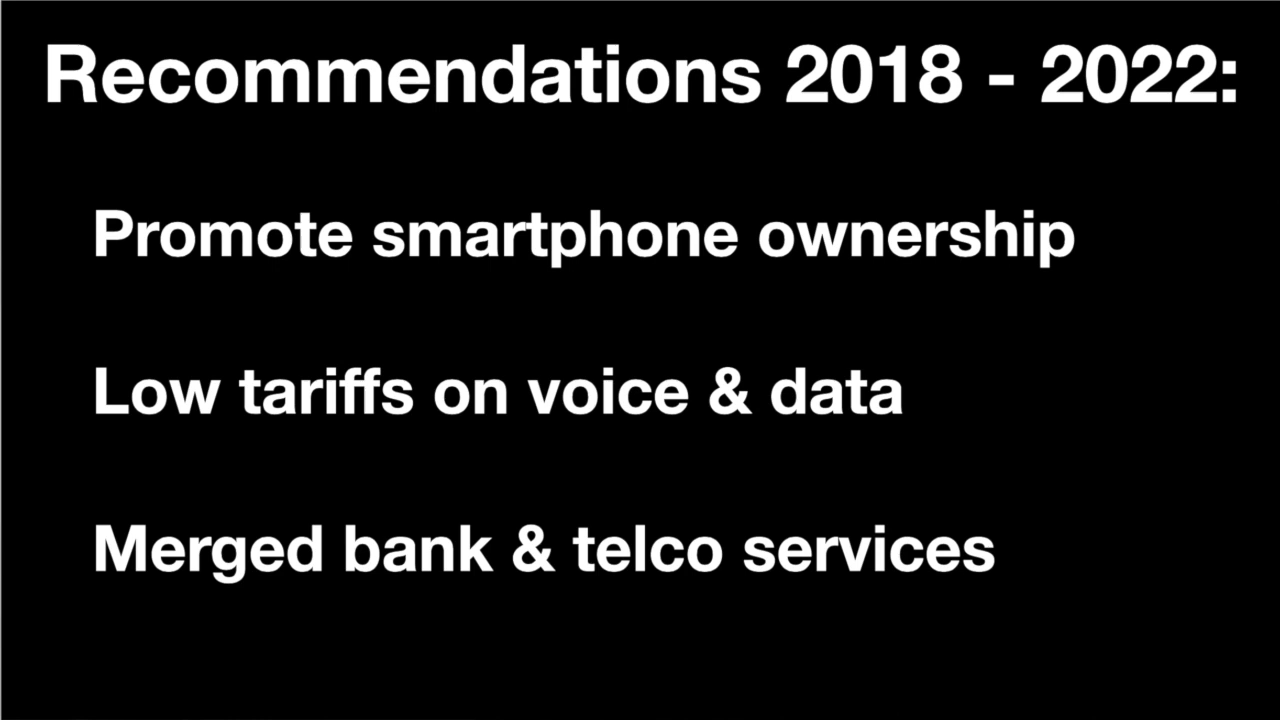 Recommendations 2018 - 2022:
Promote smartphone ownership
Low tariffs on voice & data
Merged bank & telco services